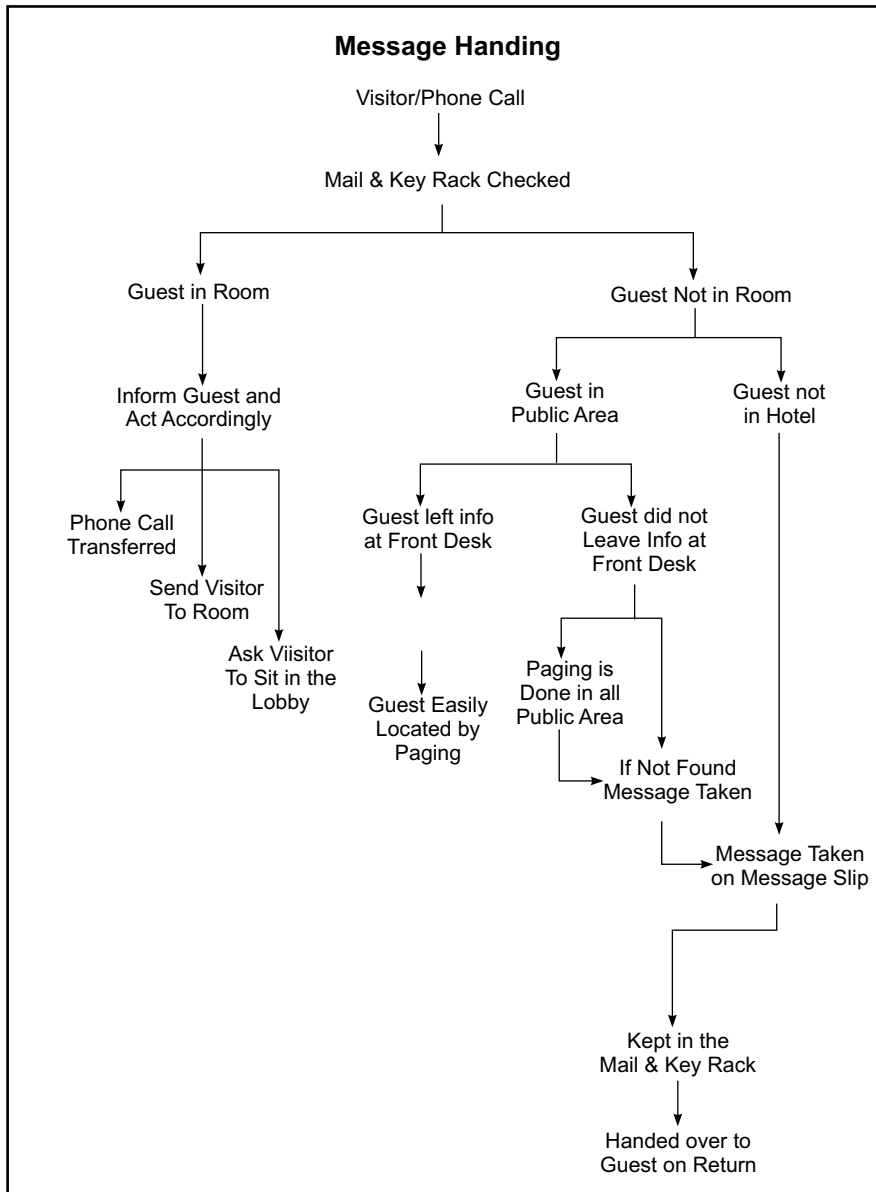 Message Handing
Visitor/Phone Call
Mail & Key Rack Checked
Guest in Room
Guest Not in Room
Inform Guest and
Act Accordingly
Guest in
Public Area
Guest not
in Hotel
Phone Call
Transferred
Send Visitor
To Room
Ask Viisitor
To Sit in the
Lobby
Guest left info
at Front Desk
Guest did not
Leave Info at
Front Desk
Guest Easily
Located by
Paging
Paging is
Done in all
Public Area
If Not Found
Message Taken
Message Taken
on Message Slip
Kept in the
Mail & Key Rack
Handed over to
Guest on Return